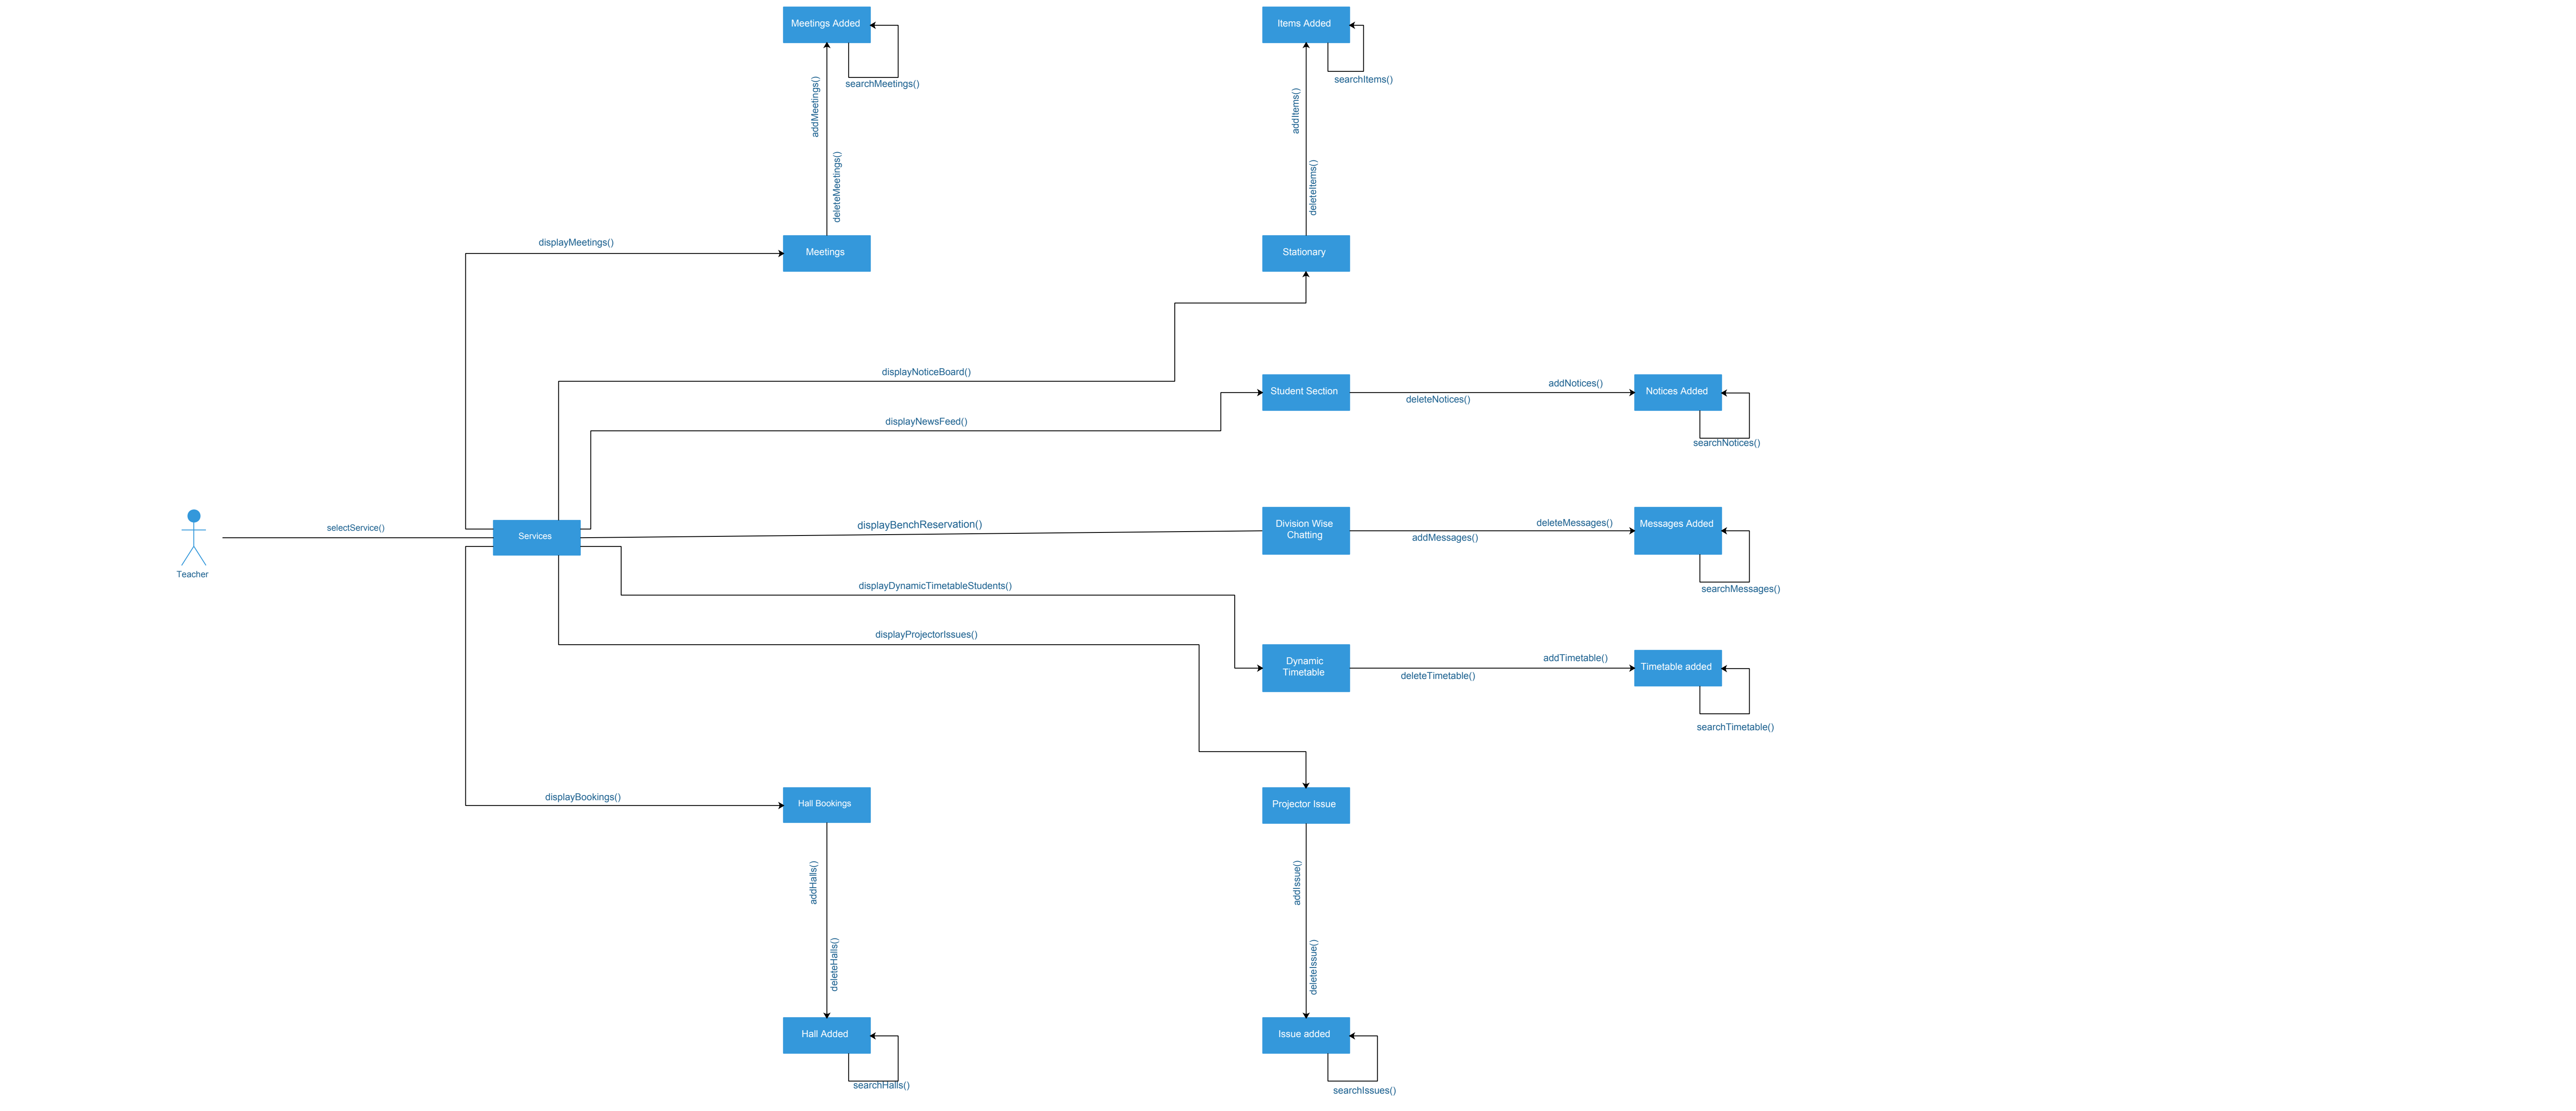 Meetings Added
Items Added
searchMeetings()
searchItems()
addMeetings()
addItems()
deleteMeetings()
deleteItems()
displayMeetings()
Meetings
Stationary
displayNoticeBoard()
Student Section
addNotices()
deleteNotices()
Notices Added
displayNewsFeed()
searchNotices()
Teacher
selectService()
Services
displayBenchReservation()
Division Wise
Chatting
deleteMessages()
addMessages()
Messages Added
searchMessages()
displayDynamicTimetableStudents()
displayProjectorIssues()
Dynamic
Timetable
addTimetable()
deleteTimetable()
Timetable added
searchTimetable()
displayBookings()
Hall Bookings
Projector Issue
addHalls()
addIssue()
deleteHalls()
deleteIssue()
Hall Added
Issue added
searchHalls()
searchIssues()